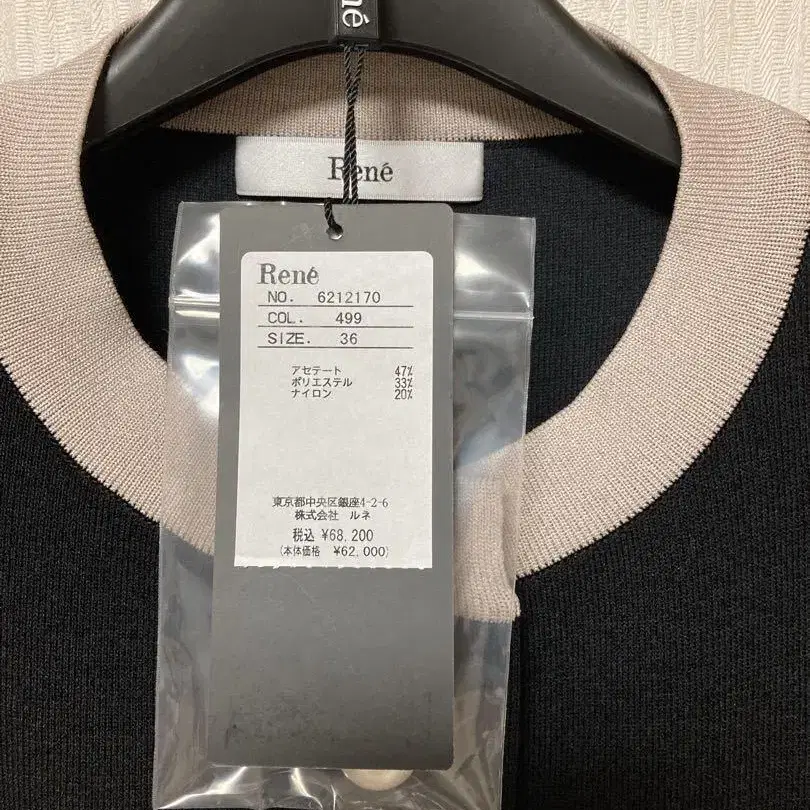 né
René
René
NO. 6212170
COL. 499
SIZE. 36
アセテート 47%
ポリエステル 33%
ナイロン 20%
東京都中央区銀座4-2-6
株式会社 ルネ
税込 ¥68,200
(本体価格 ¥62,000)